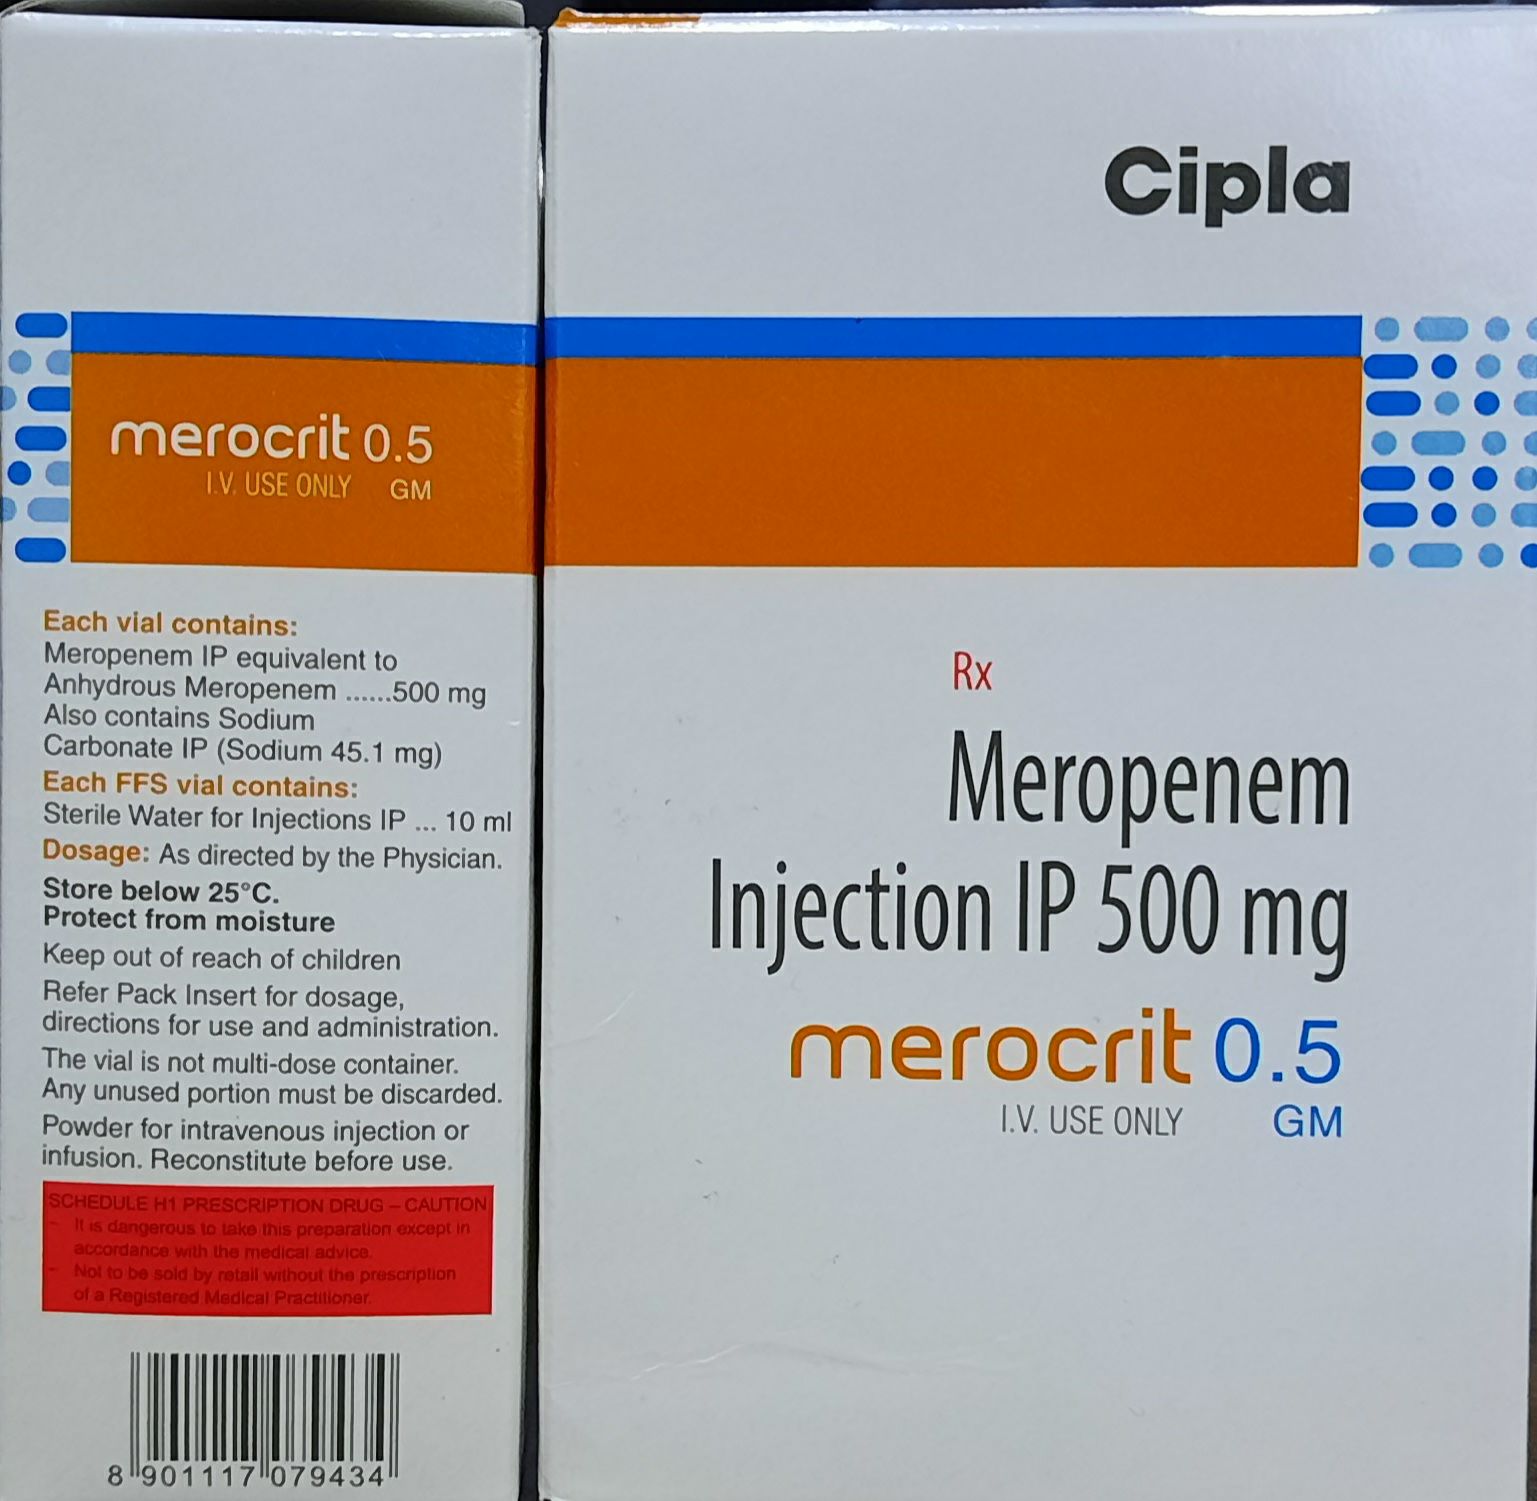 merocrit 0.5
I.V. USE ONLY GM
Each vial contains:
Meropenem IP equivalent to
Anhydrous Meropenem ......500 mg
Also contains Sodium
Carbonate IP (Sodium 45.1 mg)
Each FFS vial contains:
Sterile Water for Injections IP ... 10 ml
Dosage: As directed by the Physician.
Store below 25°C.
Protect from moisture
Keep out of reach of children
Refer Pack Insert for dosage,
directions for use and administration.
The vial is not multi-dose container.
Any unused portion must be discarded.
Powder for intravenous injection or
infusion. Reconstitute before use.
SCHEDULE H1 PRESCRIPTION DRUG – CAUTION
- It is dangerous to take this preparation except in
accordance with the medical advice.
- Not to be sold by retail without the prescription
of a Registered Medical Practitioner.
8 901117 079434
Cipla
Rx
Meropenem
Injection IP 500 mg
merocrit 0.5
I.V. USE ONLY GM